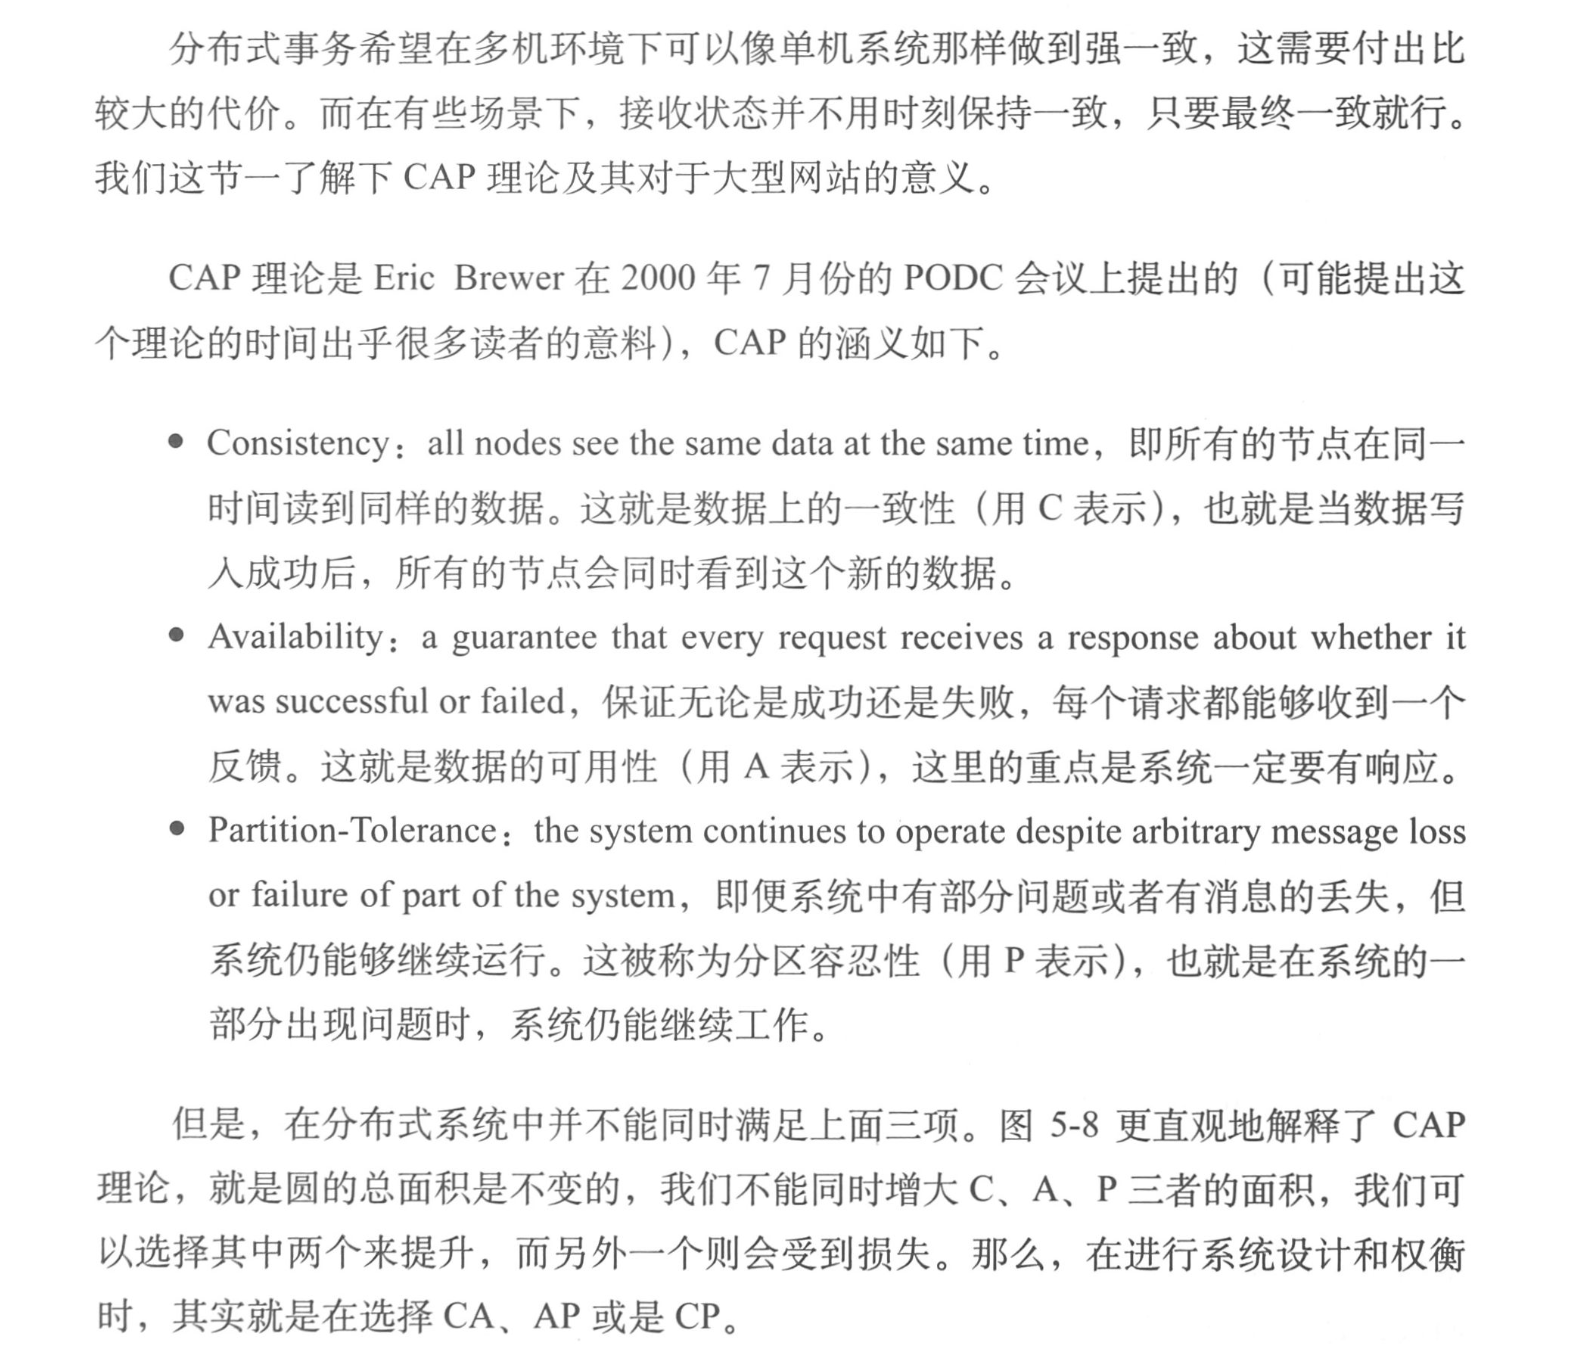 分布式事务希望在多机环境下可以像单机系统那样做到强一致，这需要付出比
较大的代价。而在有些场景下，接收状态并不用时刻保持一致，只要最终一致就行。
我们这节一了解下 CAP 理论及其对于大型网站的意义。
CAP 理论是 Eric Brewer 在 2000 年 7 月份的 PODC 会议上提出的（可能提出这
个理论的时间出乎很多读者的意料），CAP 的涵义如下。
● Consistency：all nodes see the same data at the same time，即所有的节点在同一
时间读到同样的数据。这就是数据上的一致性（用 C 表示），也就是当数据写
入成功后，所有的节点会同时看到这个新的数据。
● Availability：a guarantee that every request receives a response about whether it
was successful or failed，保证无论是成功还是失败，每个请求都能够收到一个
反馈。这就是数据的可用性（用 A 表示），这里的重点是系统一定要有响应。
● Partition-Tolerance：the system continues to operate despite arbitrary message loss
or failure of part of the system，即便系统中有部分问题或者有消息的丢失，但
系统仍能够继续运行。这被称为分区容忍性（用 P 表示），也就是在系统的一
部分出现问题时，系统仍能继续工作。
但是，在分布式系统中并不能同时满足上面三项。图 5-8 更直观地解释了 CAP
理论，就是圆的总面积是不变的，我们不能同时增大 C、A、P 三者的面积，我们可
以选择其中两个来提升，而另外一个则会受到损失。那么，在进行系统设计和权衡
时，其实就是在选择 CA、AP 或是 CP。